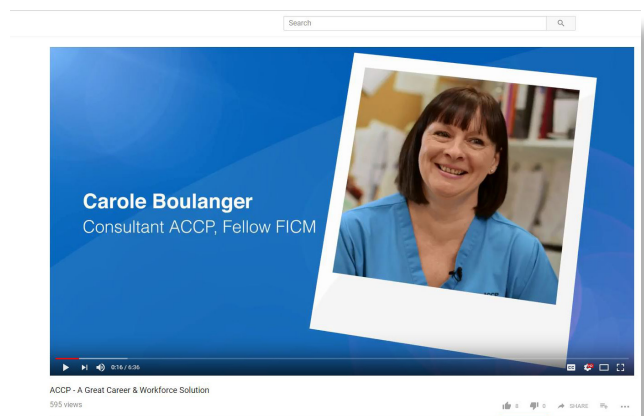 Search
Carole Boulanger
Consultant ACCP, Fellow FICM
0:16 / 6:36
ACCP - A Great Career & Workforce Solution
595 views
SHARE